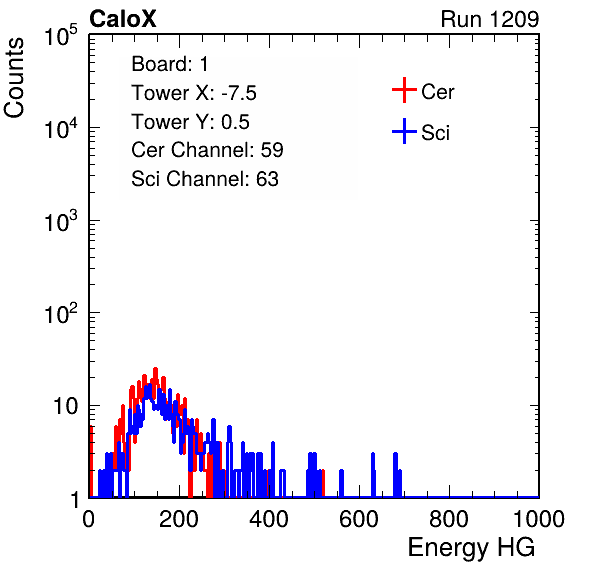 CaloX Run 1209
Board: 1
Tower X: -7.5
Tower Y: 0.5
Cer Channel: 59
Sci Channel: 63
Cer
Sci
Counts
10^5
10^4
10^3
10^2
10
1
0 200 400 600 800 1000
Energy HG